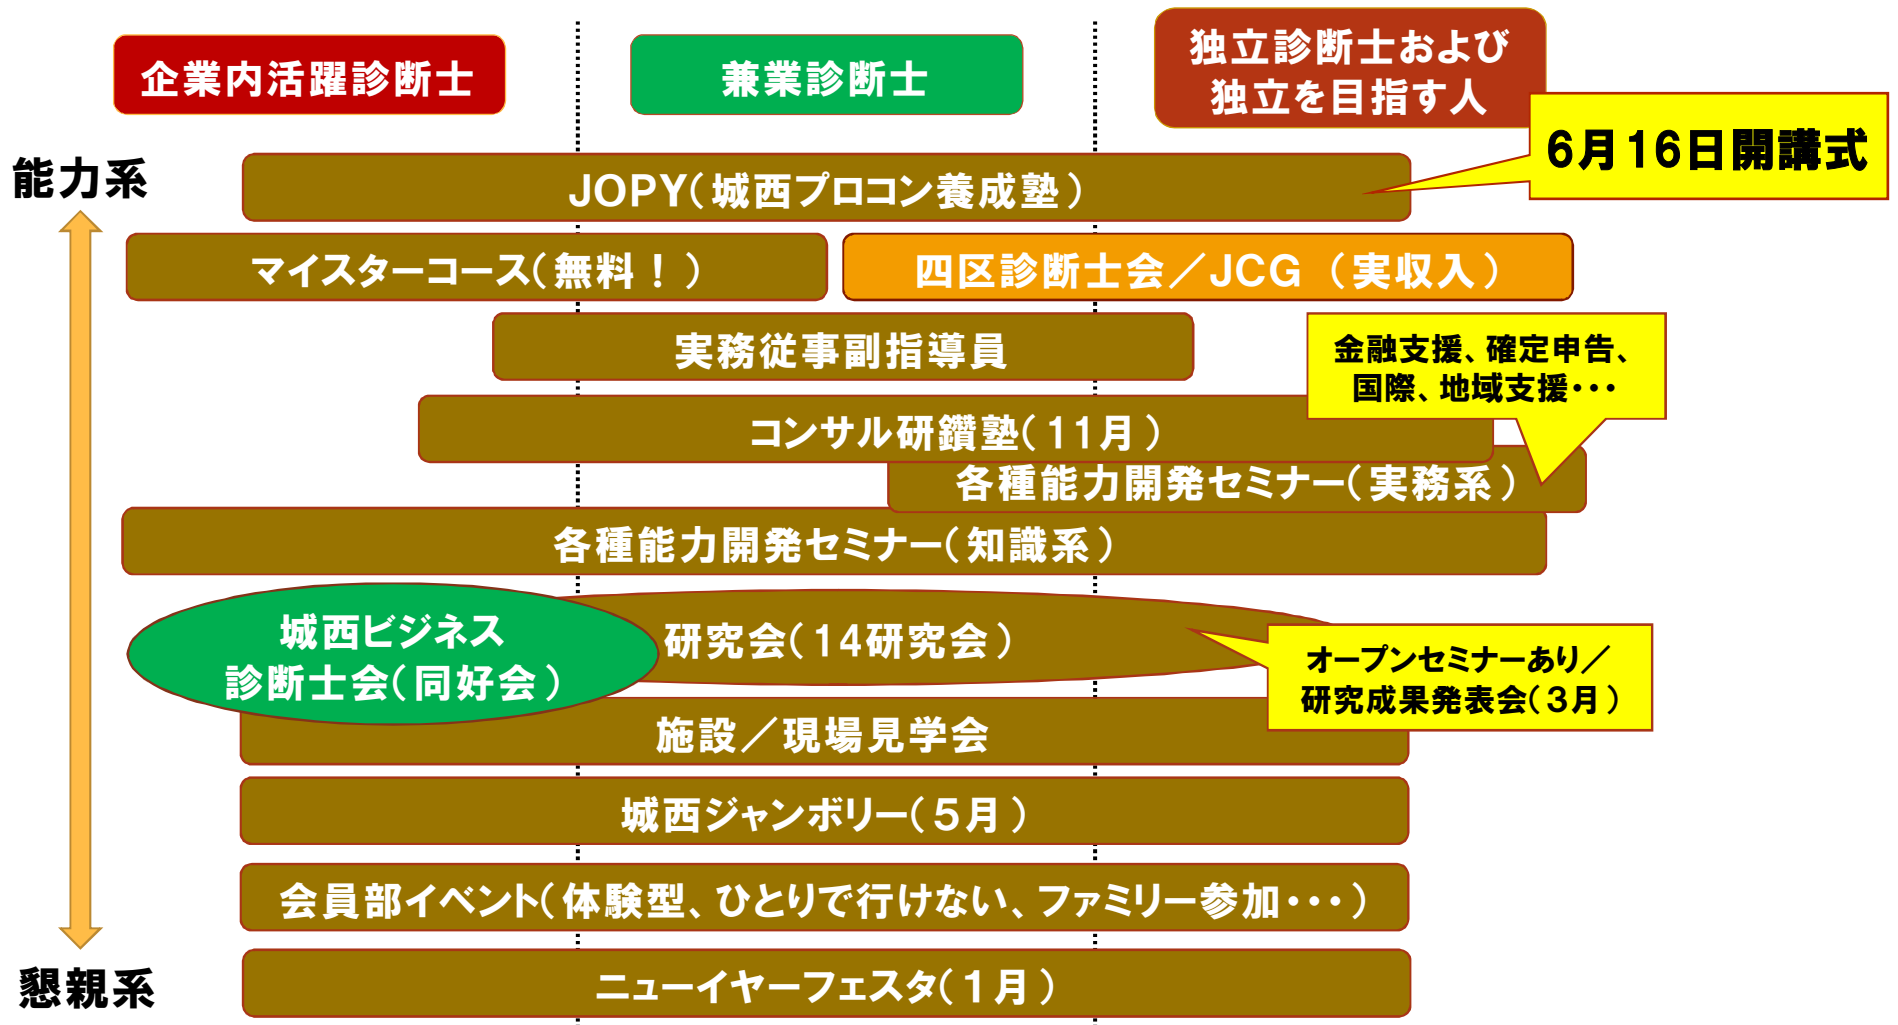 企業内活躍診断士
兼業診断士
独立診断士および
独立を目指す人
能力系
6月16日開講式
JOPY(城西プロコン養成塾)
マイスターコース(無料！)
四区診断士会／JCG（実収入）
実務従事副指導員
金融支援、確定申告、
国際、地域支援・・・
コンサル研鑽塾(11月)
各種能力開発セミナー(実務系)
各種能力開発セミナー(知識系)
城西ビジネス
診断士会(同好会)
研究会(14研究会)
オープンセミナーあり／
研究成果発表会(3月)
施設／現場見学会
城西ジャンボリー(5月)
会員部イベント(体験型、ひとりで行けない、ファミリー参加・・・)
懇親系
ニューイヤーフェスタ(1月)